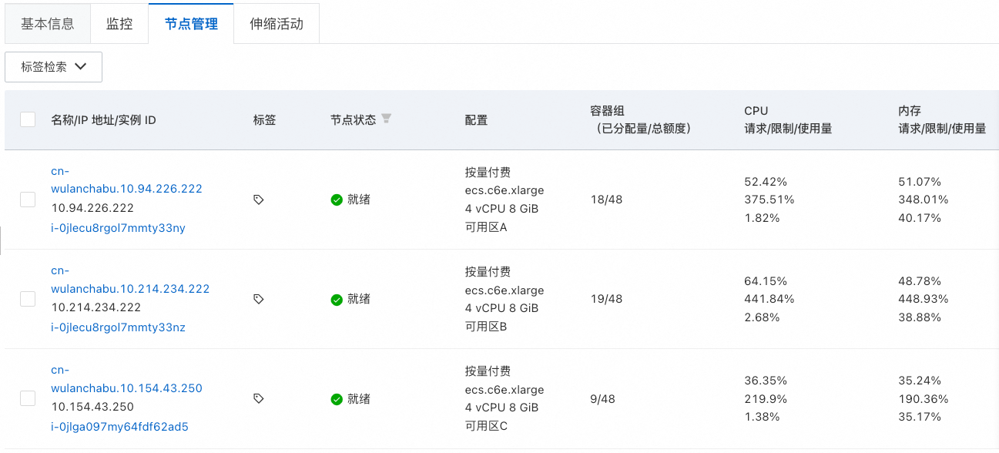 基本信息 监控 节点管理 伸缩活动
标签检索
名称/IP 地址/实例 ID 标签 节点状态 配置 容器组 (已分配量/总额度) CPU 请求/限制/使用量 内存 请求/限制/使用量
cn-
wulanchabu.10.94.226.222
10.94.226.222
i-0jlecu8rgol7mmty33ny
就绪
按量付费
ecs.c6e.xlarge
4 vCPU 8 GiB
可用区A
18/48
52.42%
375.51%
1.82%
51.07%
348.01%
40.17%
cn-
wulanchabu.10.214.234.222
10.214.234.222
i-0jlecu8rgol7mmty33nz
就绪
按量付费
ecs.c6e.xlarge
4 vCPU 8 GiB
可用区B
19/48
64.15%
441.84%
2.68%
48.78%
448.93%
38.88%
cn-
wulanchabu.10.154.43.250
10.154.43.250
i-0jlga097my64fdf62ad5
就绪
按量付费
ecs.c6e.xlarge
4 vCPU 8 GiB
可用区C
9/48
36.35%
219.9%
1.38%
35.24%
190.36%
35.17%